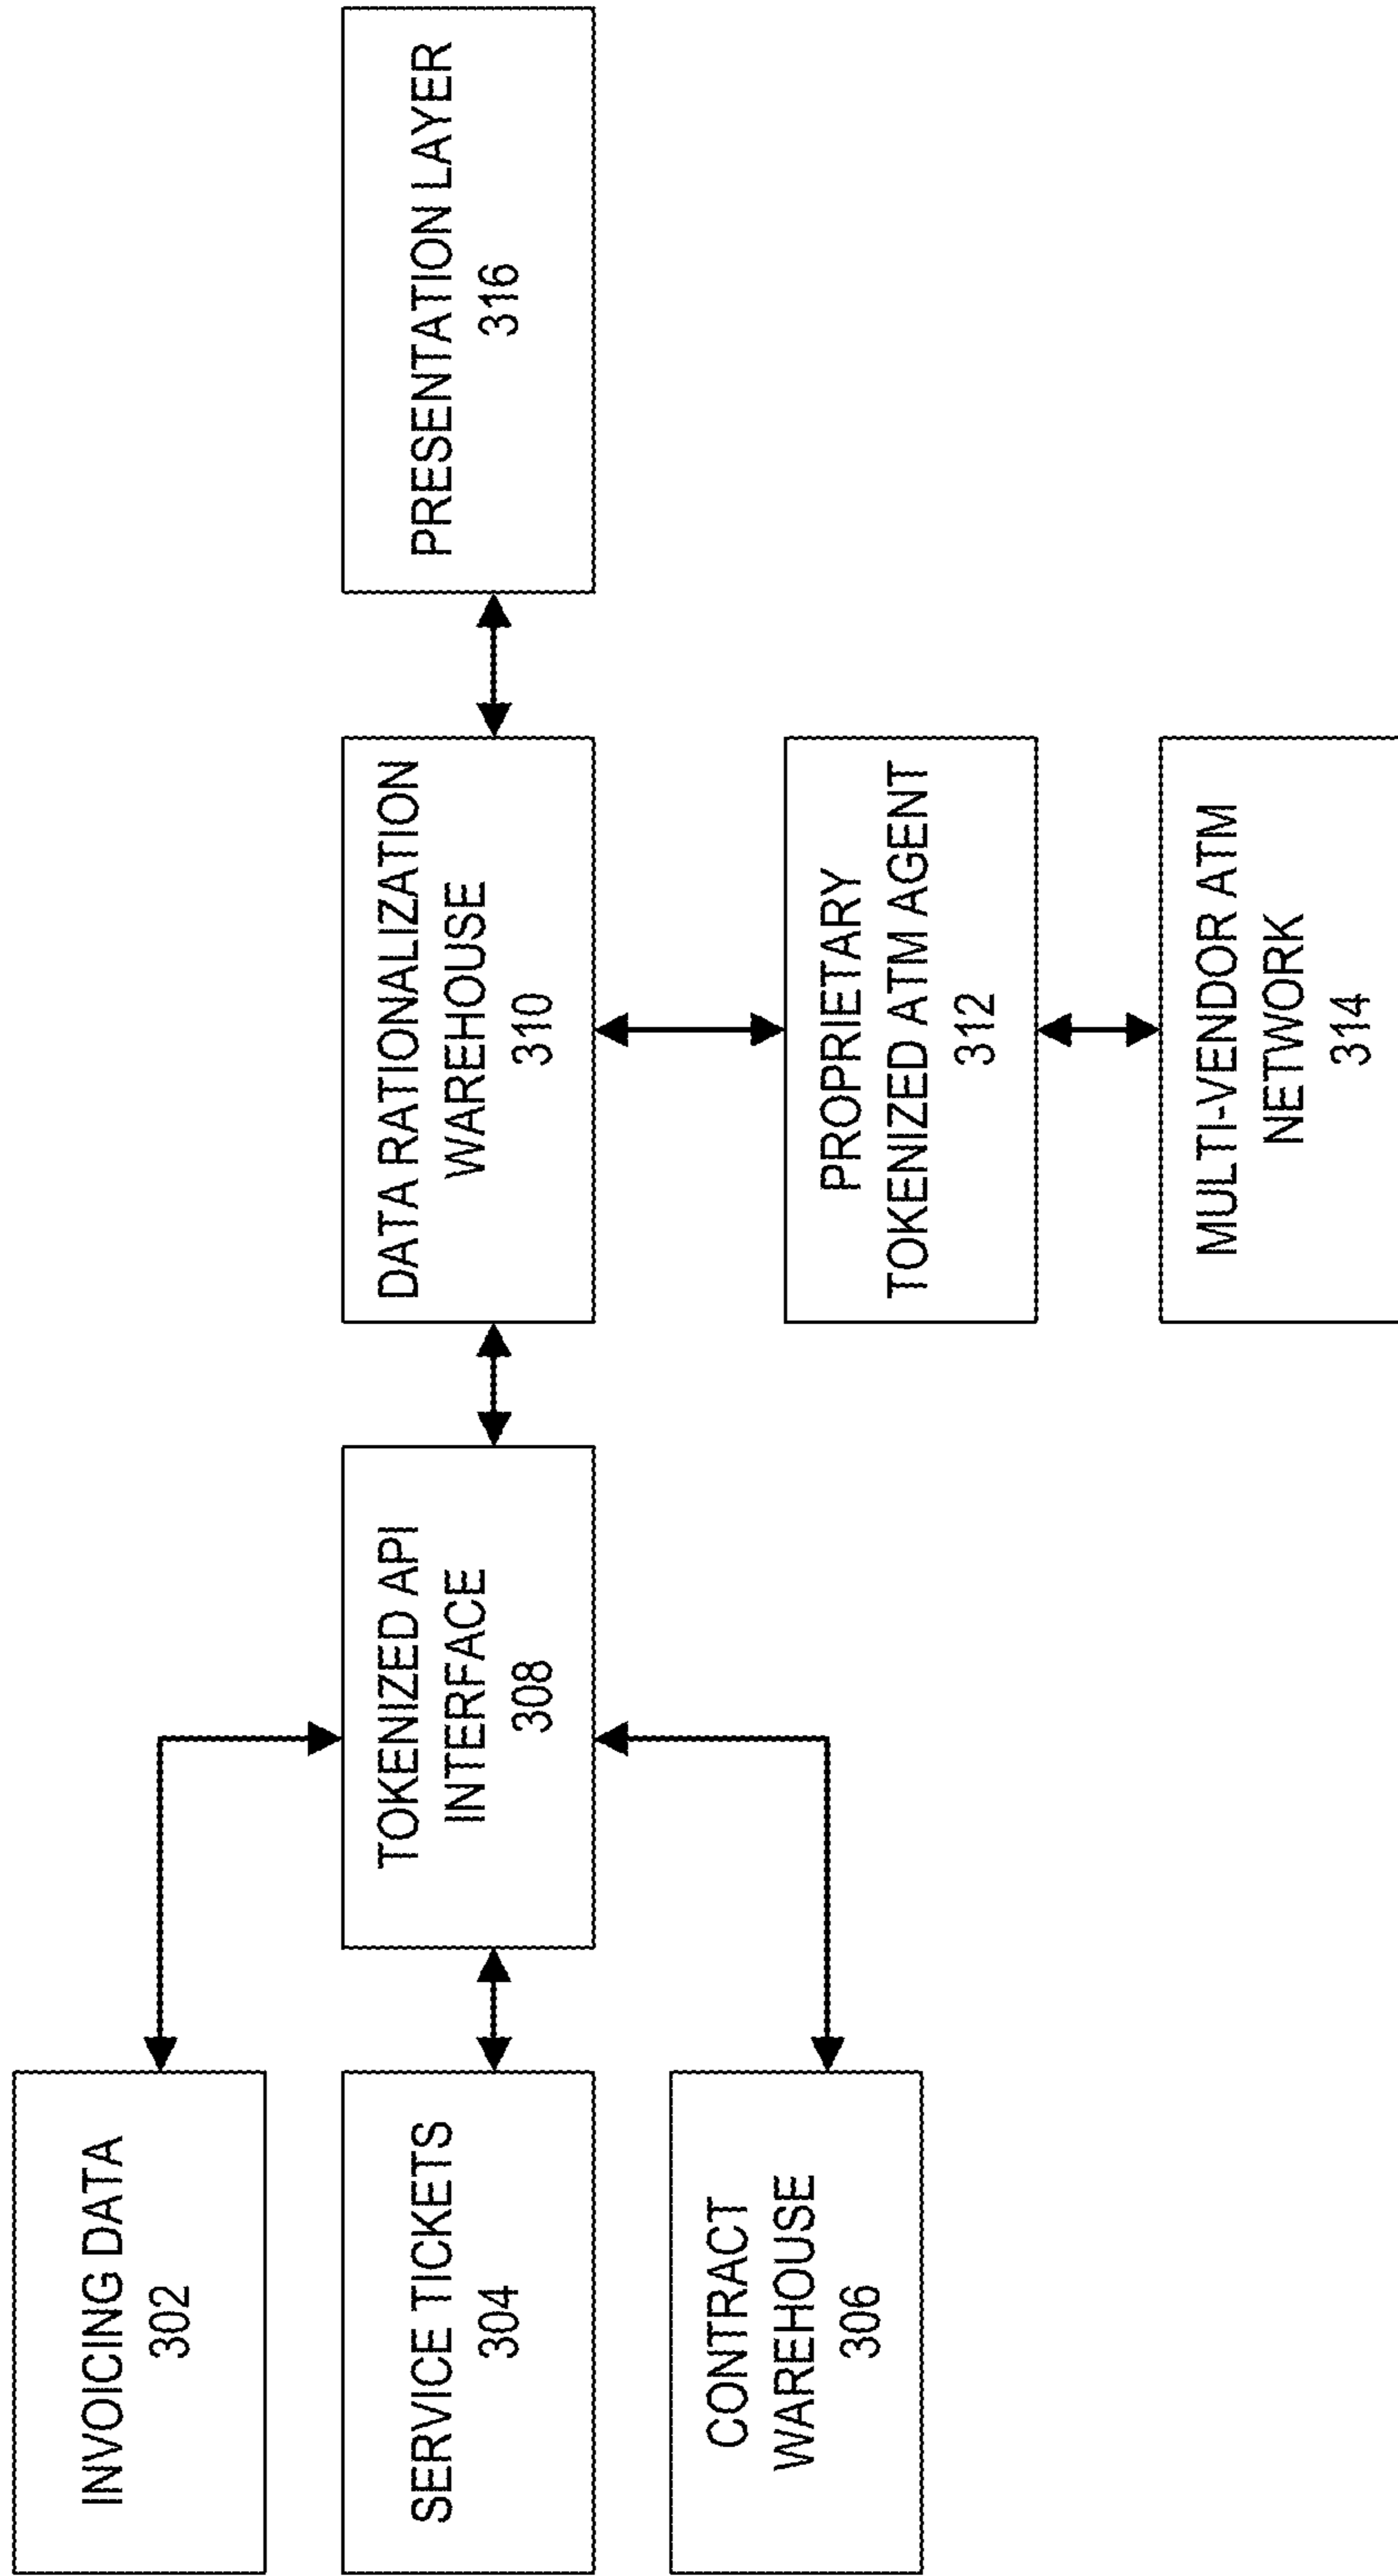 INVOICING DATA
302
SERVICE TICKETS
304
CONTRACT
WAREHOUSE
306
TOKENIZED API
INTERFACE
308
DATA RATIONALIZATION
WAREHOUSE
310
PROPRIETARY
TOKENIZED ATM AGENT
312
MULTI-VENDOR ATM
NETWORK
314
PRESENTATION LAYER
316